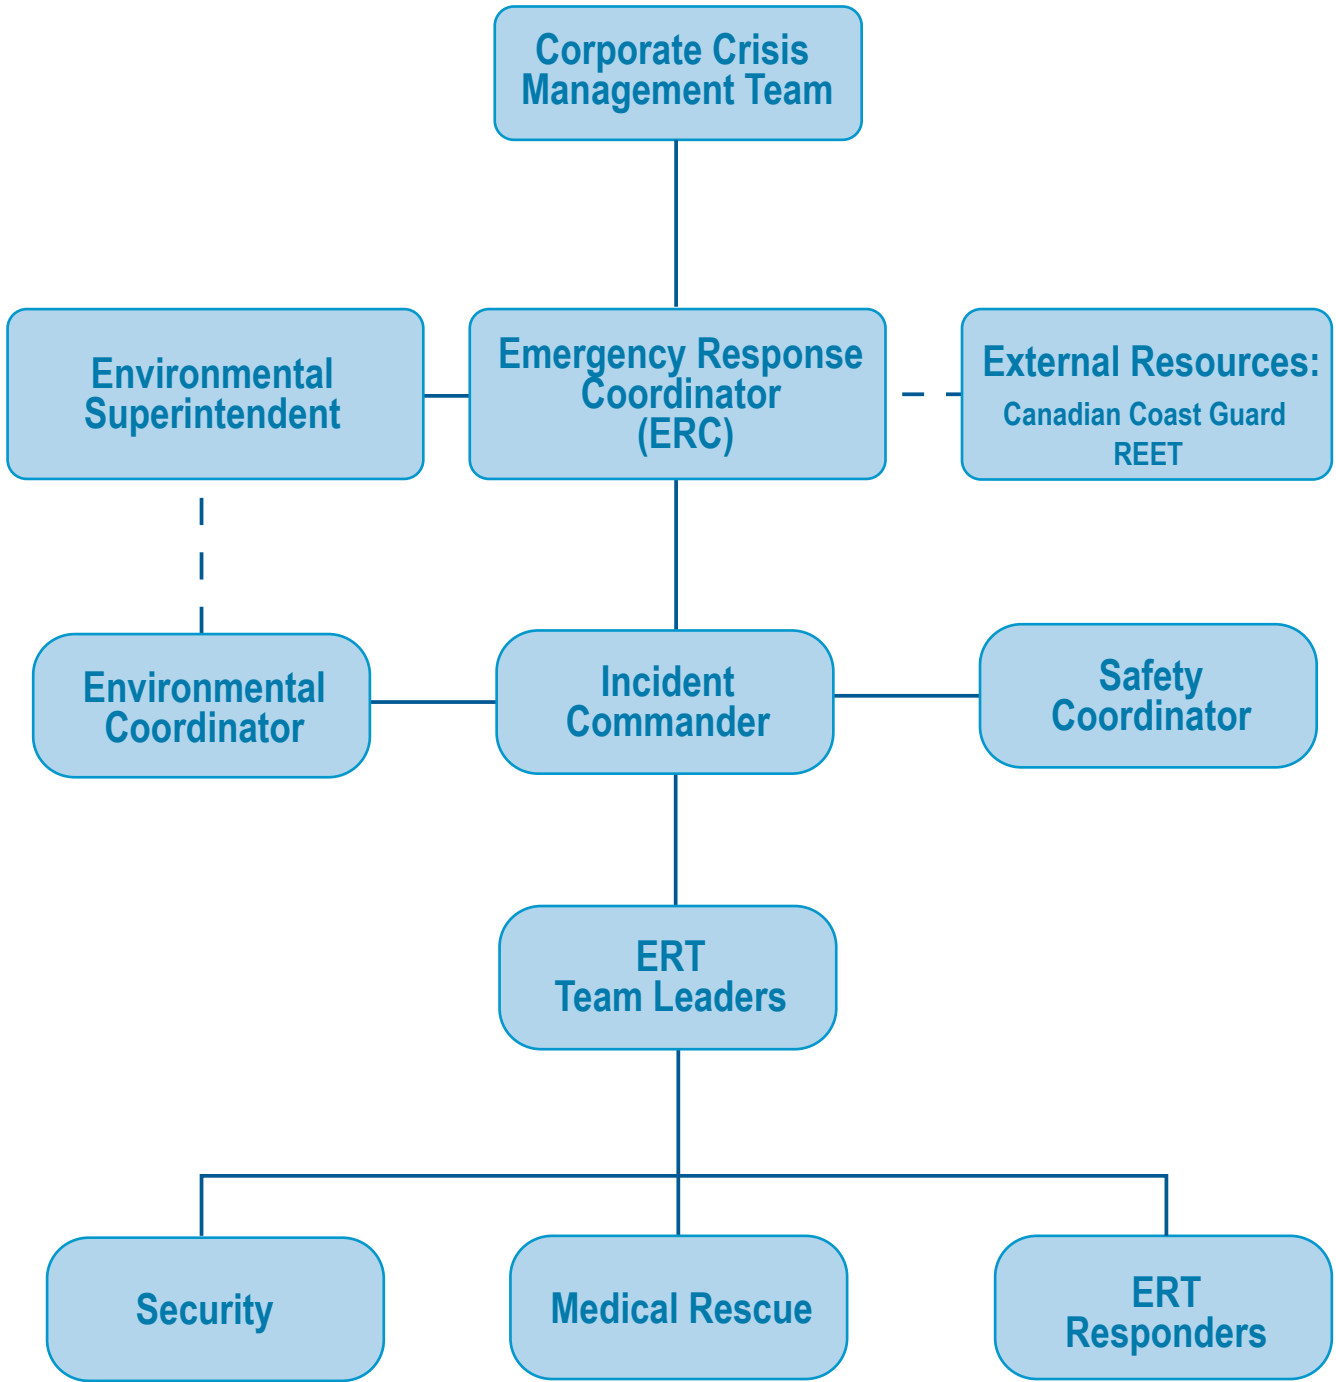 Corporate Crisis
Management Team
Environmental
Superintendent
Emergency Response
Coordinator
(ERC)
External Resources:
Canadian Coast Guard
REET
Environmental
Coordinator
Incident
Commander
Safety
Coordinator
ERT
Team Leaders
Security
Medical Rescue
ERT
Responders